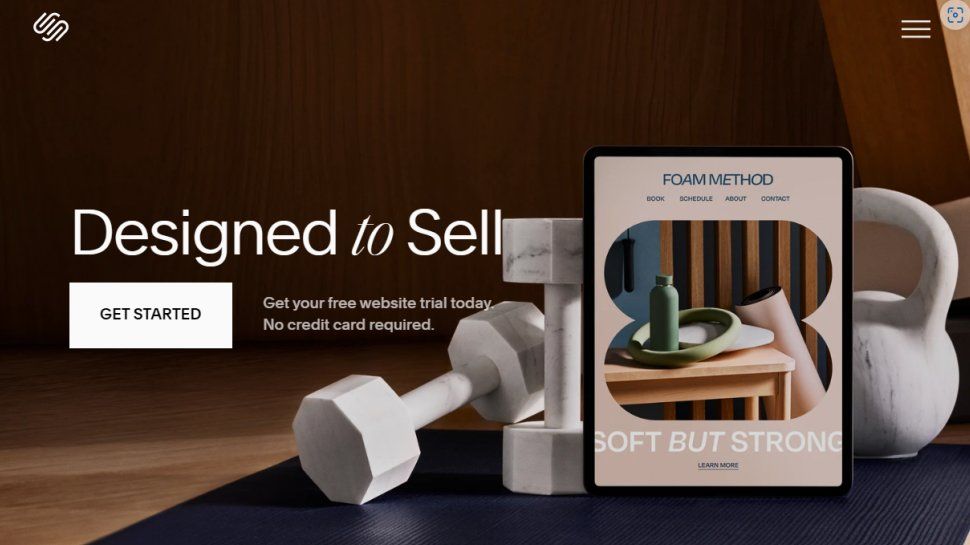 Designed to Sell
GET STARTED
Get your free website trial today.
No credit card required.
FOAM METHOD
BOOK SCHEDULE ABOUT CONTACT
SOFT BUT STRONG
LEARN MORE